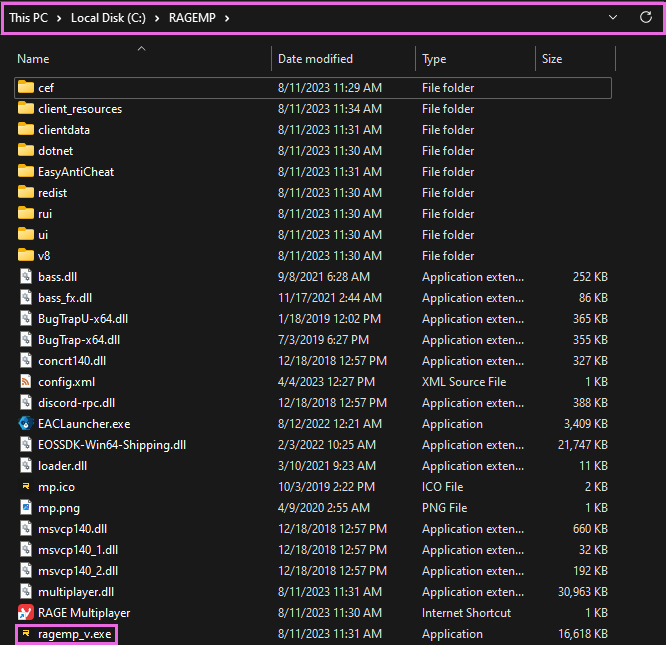 This PC > Local Disk (C:) > RAGEMP >
Name Date modified Type Size
cef 8/11/2023 11:29 AM File folder
client_resources 8/11/2023 11:34 AM File folder
clientdata 8/11/2023 11:31 AM File folder
dotnet 8/11/2023 11:30 AM File folder
EasyAntiCheat 8/11/2023 11:31 AM File folder
redist 8/11/2023 11:30 AM File folder
rui 8/11/2023 11:30 AM File folder
ui 8/11/2023 11:30 AM File folder
v8 8/11/2023 11:30 AM File folder
bass.dll 9/8/2021 6:28 AM Application exten... 252 KB
bass_fx.dll 11/17/2021 2:44 AM Application exten... 86 KB
BugTrapU-x64.dll 1/18/2019 12:02 PM Application exten... 365 KB
BugTrap-x64.dll 7/3/2019 6:27 PM Application exten... 355 KB
concrt140.dll 12/18/2018 12:57 PM Application exten... 327 KB
config.xml 4/4/2023 12:27 PM XML Source File 1 KB
discord-rpc.dll 12/18/2018 12:57 PM Application exten... 388 KB
EACLauncher.exe 8/12/2022 12:21 AM Application 3,409 KB
EOSSDK-Win64-Shipping.dll 2/3/2022 10:25 AM Application exten... 21,747 KB
loader.dll 3/10/2021 9:23 AM Application exten... 11 KB
mp.ico 10/3/2019 2:22 PM ICO File 2 KB
mp.png 4/9/2020 2:55 AM PNG File 1 KB
msvcp140.dll 12/18/2018 12:57 PM Application exten... 660 KB
msvcp140_1.dll 12/18/2018 12:57 PM Application exten... 32 KB
msvcp140_2.dll 12/18/2018 12:57 PM Application exten... 192 KB
multiplayer.dll 8/11/2023 11:31 AM Application exten... 30,963 KB
RAGE Multiplayer 8/11/2023 11:30 AM Internet Shortcut 1 KB
ragemp_v.exe 8/11/2023 11:31 AM Application 16,618 KB